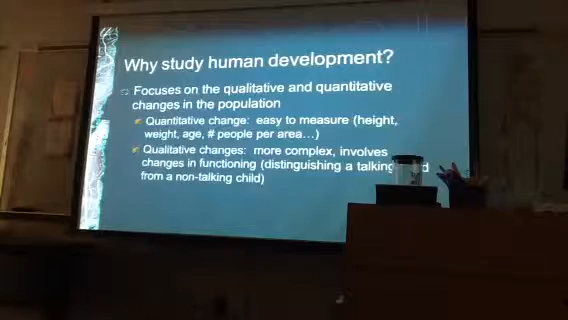 Why study human development?
Focuses on the qualitative and quantitative
changes in the population
Quantitative change: easy to measure (height,
weight, age, # people per area…)
Qualitative changes: more complex, involves
changes in functioning (distinguishing a talking
from a non-talking child)